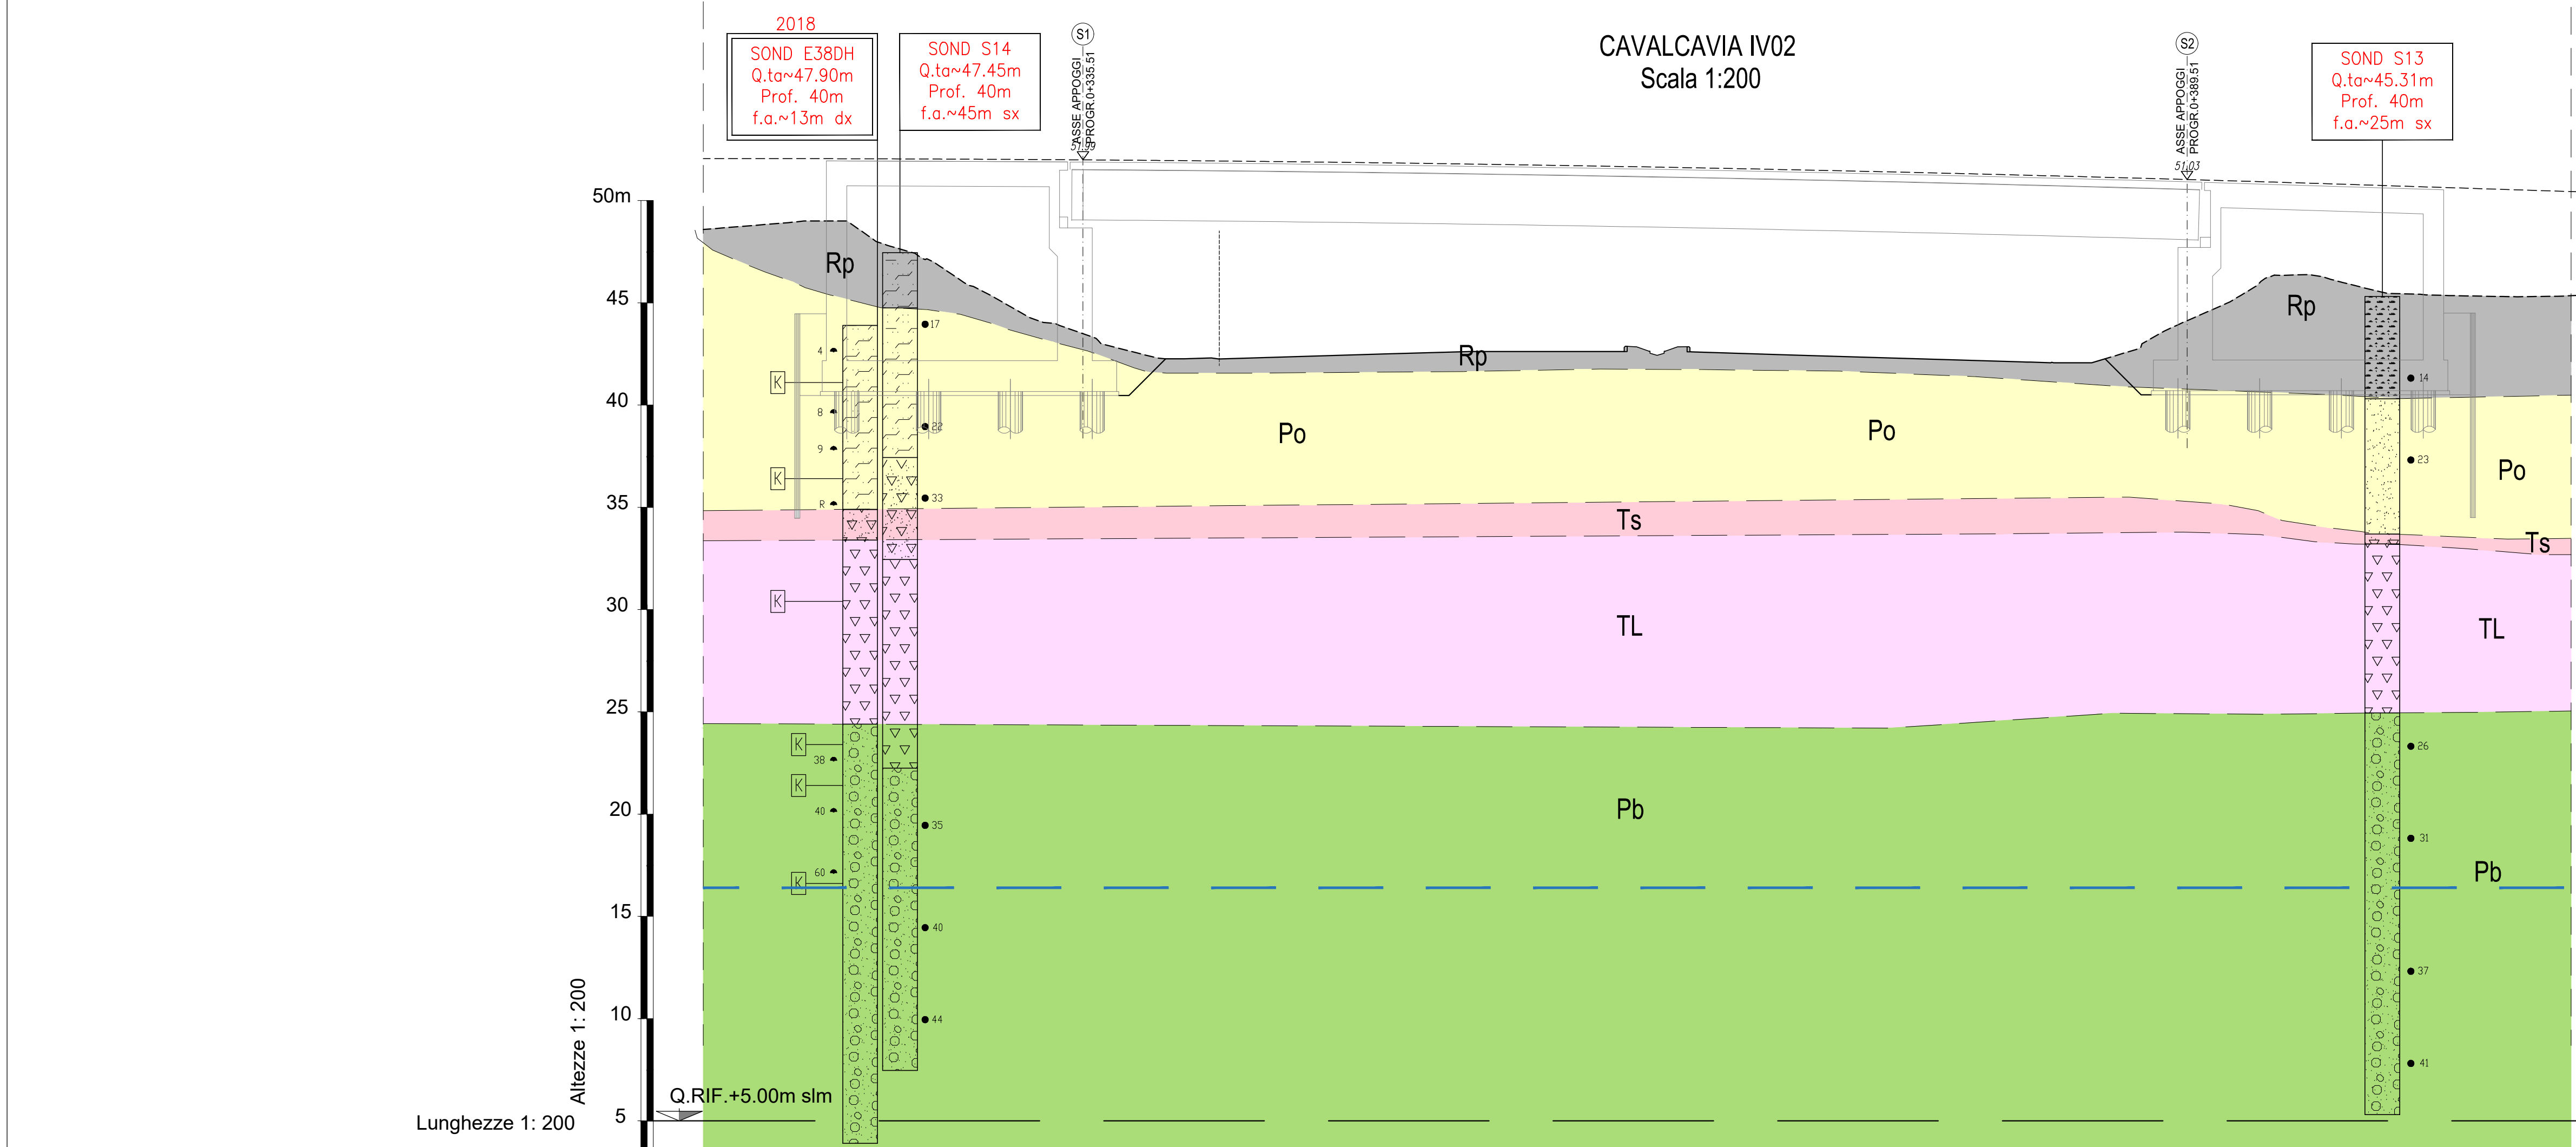 2018
SOND E38DH
Q.ta~47.90m
Prof. 40m
f.a.~13m dx
SOND S14
Q.ta~47.45m
Prof. 40m
f.a.~45m sx
S1
ASSE APPOGGI
PROGR.0+335.51
51.99
CAVALCAVIA IV02
Scala 1:200
S2
ASSE APPOGGI
PROGR.0+389.51
51.03
SOND S13
Q.ta~45.31m
Prof. 40m
f.a.~25m sx
50m
45
40
35
30
25
20
15
10
5
Rp
Rp
Rp
17
4
K
8
22
9
K
R
33
14
23
Po
Po
Po
Ts
Ts
K
TL
TL
K
38
K
40
60
K
35
40
44
Pb
Pb
26
31
37
41
Altezze 1: 200
Q.RIF.+5.00m slm
Lunghezze 1: 200